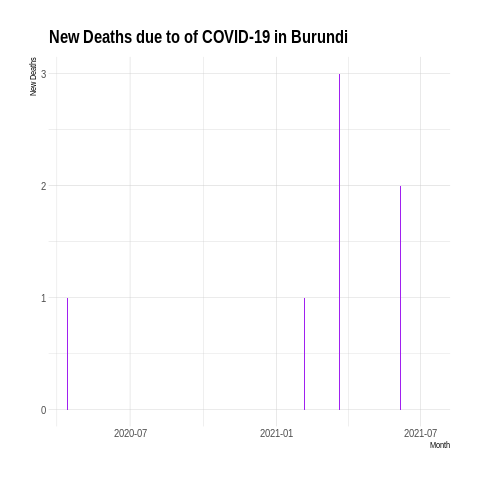 New Deaths due to of COVID-19 in Burundi
New Deaths
3
2
1
0
2020-07
2021-01
2021-07
Month